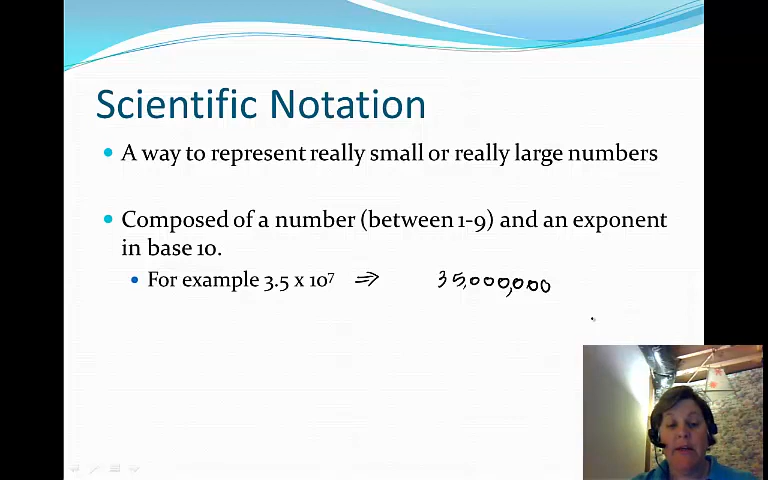 Scientific Notation
A way to represent really small or really large numbers
Composed of a number (between 1-9) and an exponent
in base 10.
For example 3.5 x 10⁷ ⇒ 35,000,000